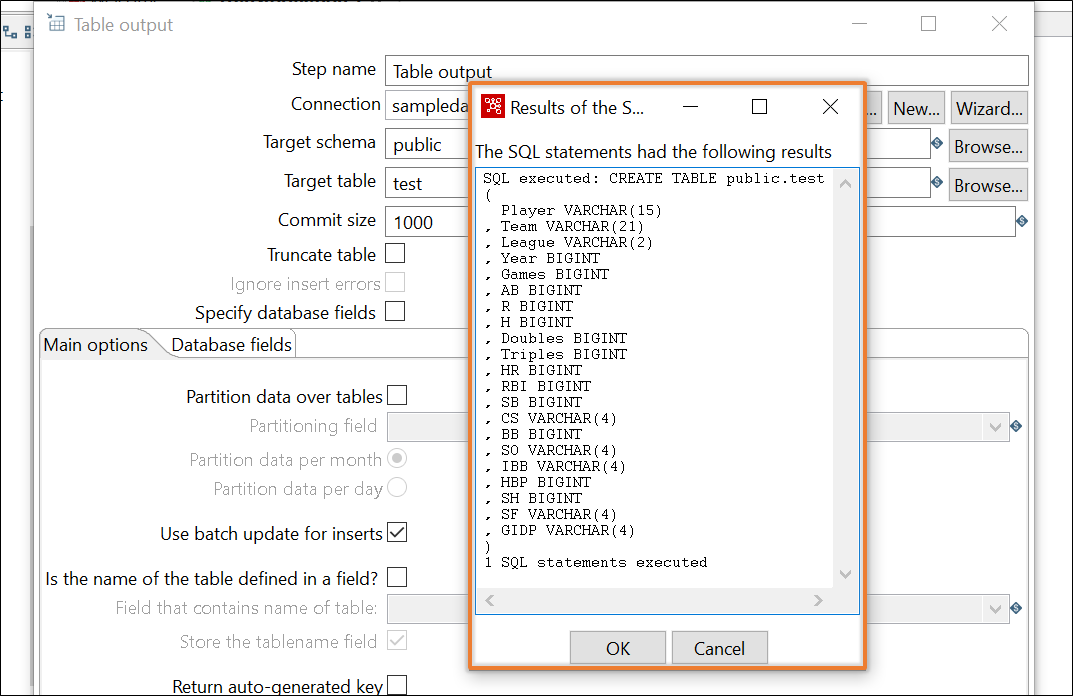 Table output
Step name Table output
Connection sampleda ... New... Wizard...
Target schema public Browse...
Target table test Browse...
Commit size 1000
Truncate table
Ignore insert errors
Specify database fields
Main options Database fields
Partition data over tables
Partitioning field
Partition data per month
Partition data per day
Use batch update for inserts
Is the name of the table defined in a field?
Field that contains name of table:
Store the tablename field
Return auto-generated key
Results of the S...
The SQL statements had the following results
SQL executed: CREATE TABLE public.test
(
Player VARCHAR(15)
, Team VARCHAR(21)
, League VARCHAR(2)
, Year BIGINT
, Games BIGINT
, AB BIGINT
, R BIGINT
, H BIGINT
, Doubles BIGINT
, Triples BIGINT
, HR BIGINT
, RBI BIGINT
, SB BIGINT
, CS VARCHAR(4)
, BB BIGINT
, SO VARCHAR(4)
, IBB VARCHAR(4)
, HBP BIGINT
, SH BIGINT
, SF VARCHAR(4)
, GIDP VARCHAR(4)
)
1 SQL statements executed
OK Cancel